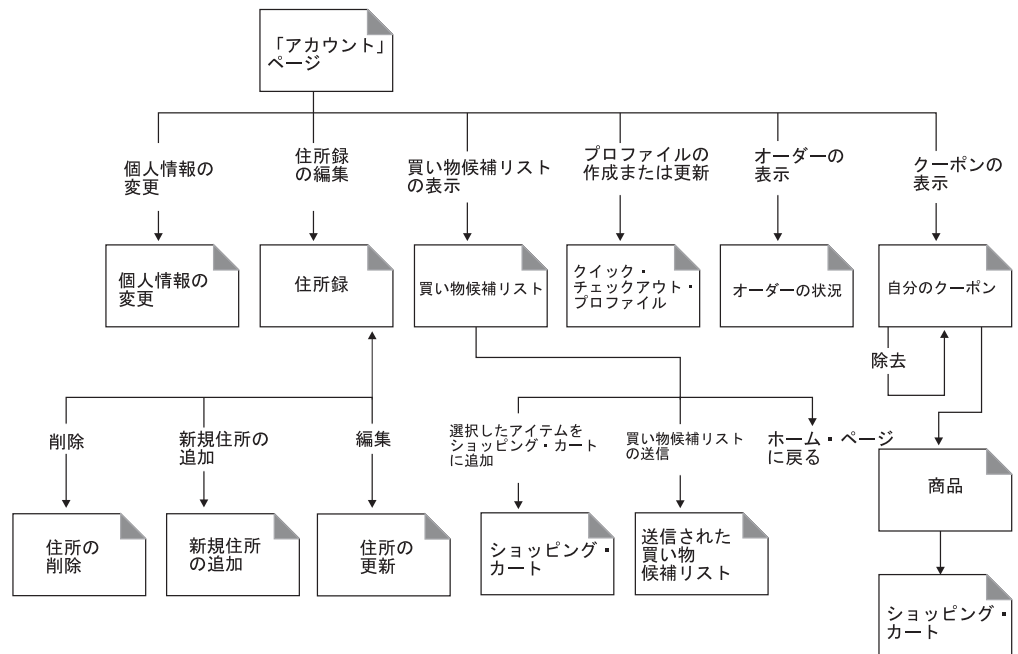 「アカウント」
ページ
個人情報の
変更
住所録
の編集
買い物候補リスト
の表示
プロファイルの
作成または更新
オーダーの
表示
クーポンの
表示
個人情報の
変更
住所録
買い物候補リスト
クイック・
チェックアウト・
プロファイル
オーダーの状況
自分のクーポン
除去
削除
新規住所の
追加
編集
選択したアイテムを
ショッピング・カート
に追加
買い物候補リスト
の送信
ホーム・ページ
に戻る
商品
住所の
削除
新規住所
の追加
住所の
更新
ショッピング・
カート
送信された
買い物
候補リスト
ショッピング・
カート